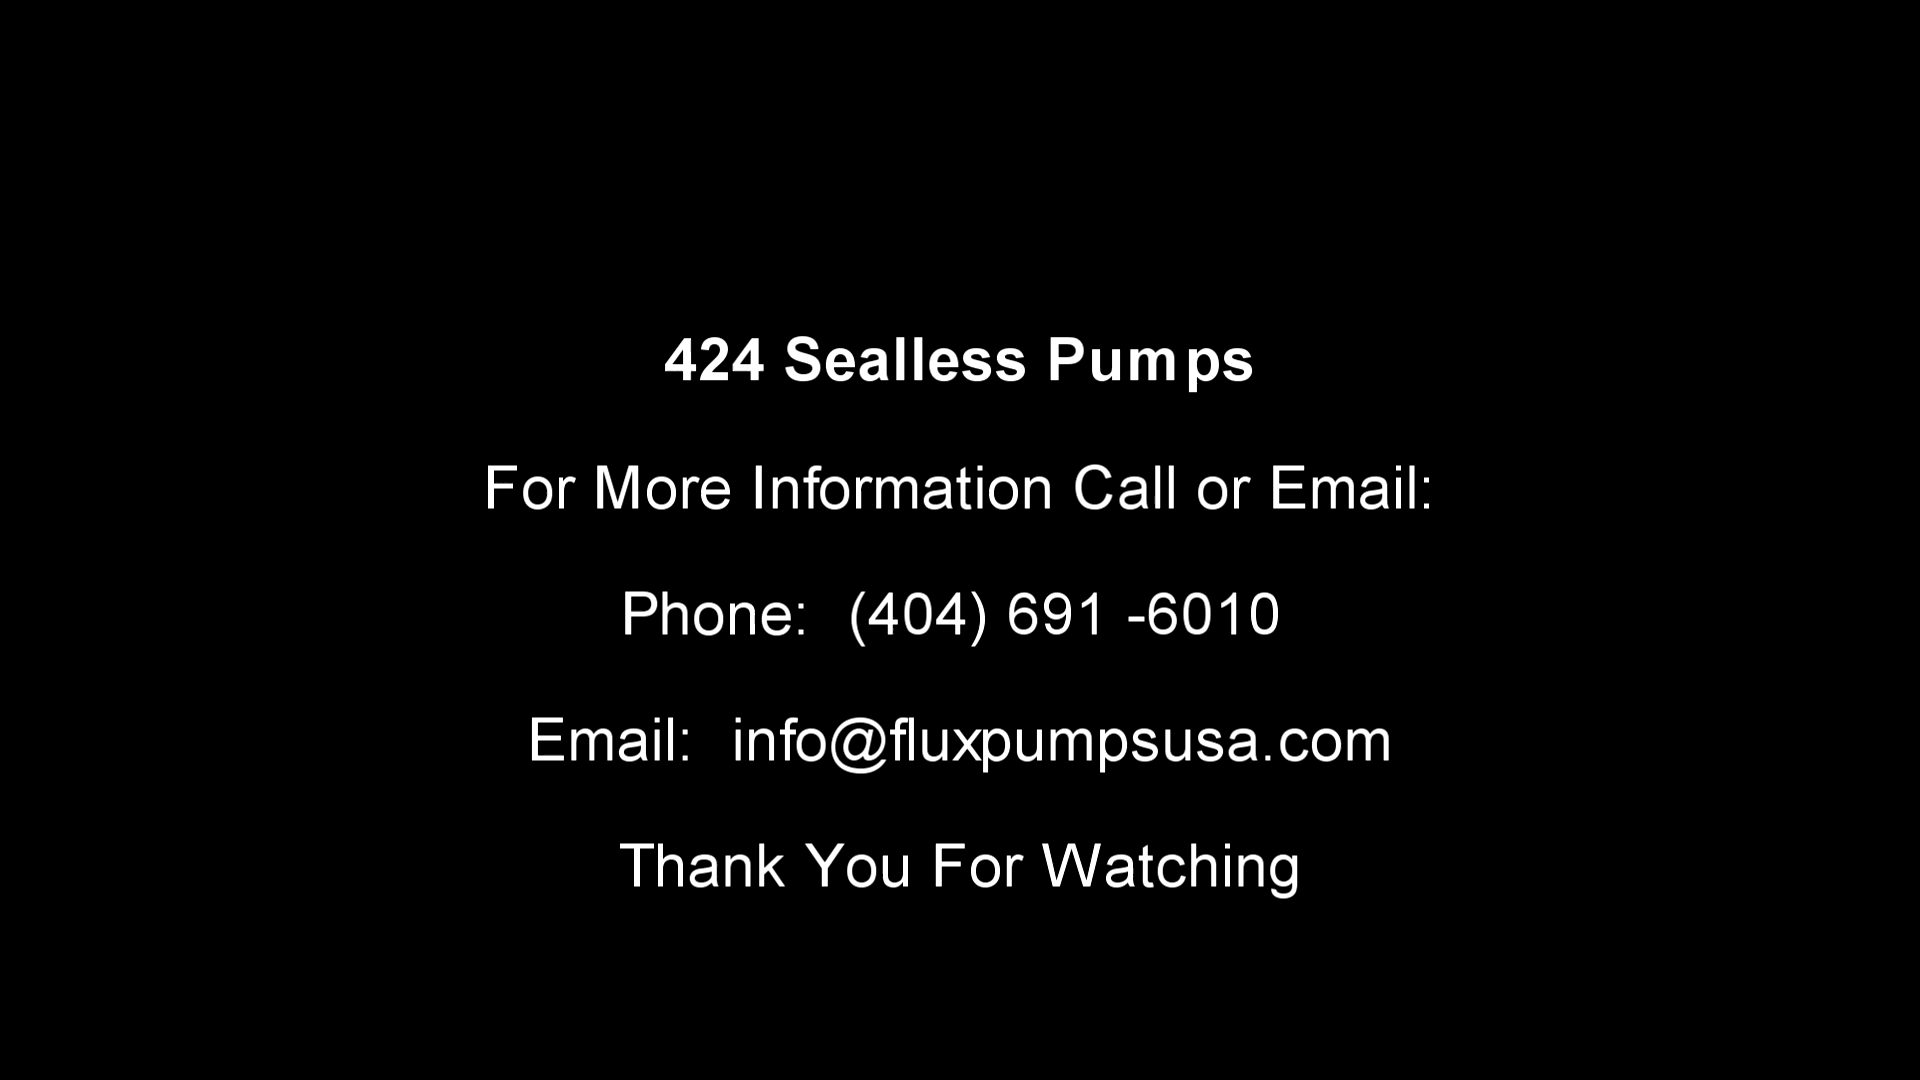 424 Sealless Pumps
For More Information Call or Email:
Phone:  (404) 691 -6010
Email:  info@fluxpumpsusa.com
Thank You For Watching